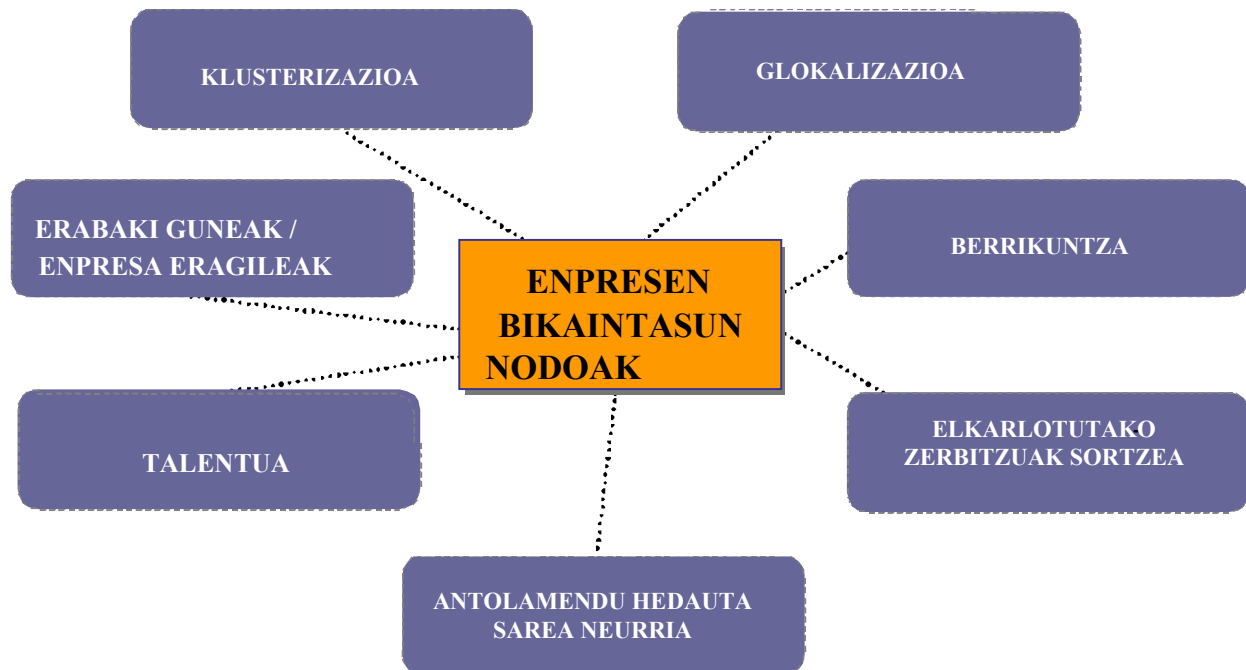 KLUSTERIZAZIOA
GLOKALIZAZIOA
ERABAKI GUNEAK /
ENPRESA ERAGILEAK
BERRIKUNTZA
ENPRESEN
BIKAINTASUN
NODOAK
TALENTUA
ELKARLOTUTAKO
ZERBITZUAK SORTZEA
ANTOLAMENDU HEDAUTA
SAREA NEURRIA